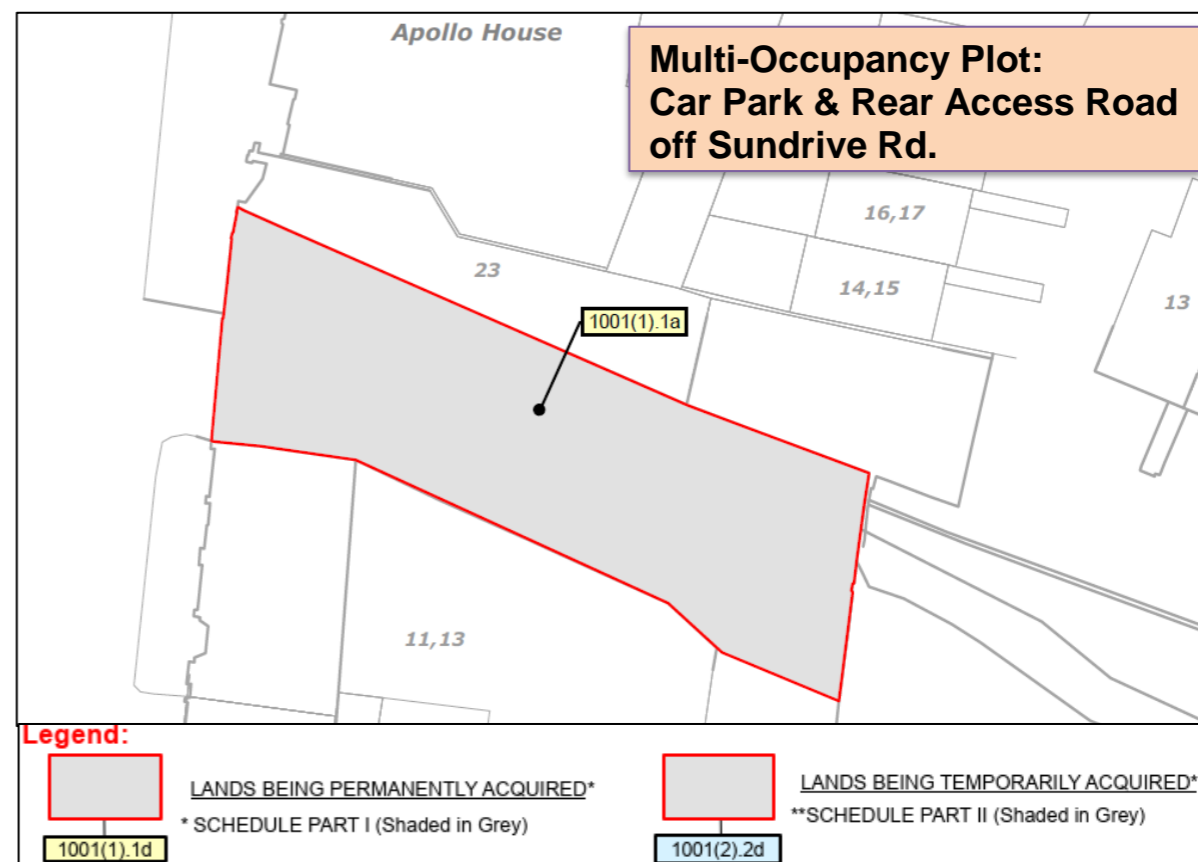 Apollo House
Multi-Occupancy Plot:
Car Park & Rear Access Road
off Sundrive Rd.
16,17
23
14,15
13
1001(1).1a
11,13
Legend:
LANDS BEING PERMANENTLY ACQUIRED*
* SCHEDULE PART I (Shaded in Grey)
1001(1).1d
LANDS BEING TEMPORARILY ACQUIRED*
**SCHEDULE PART II (Shaded in Grey)
1001(2).2d